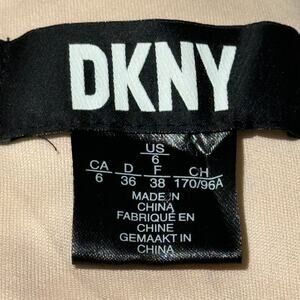 DKNY
US
6
CA D F CH
6 36 38 170/96A
MADE IN
CHINA
FABRIQUÉ EN
CHINE
GEMAAKT IN
CHINA